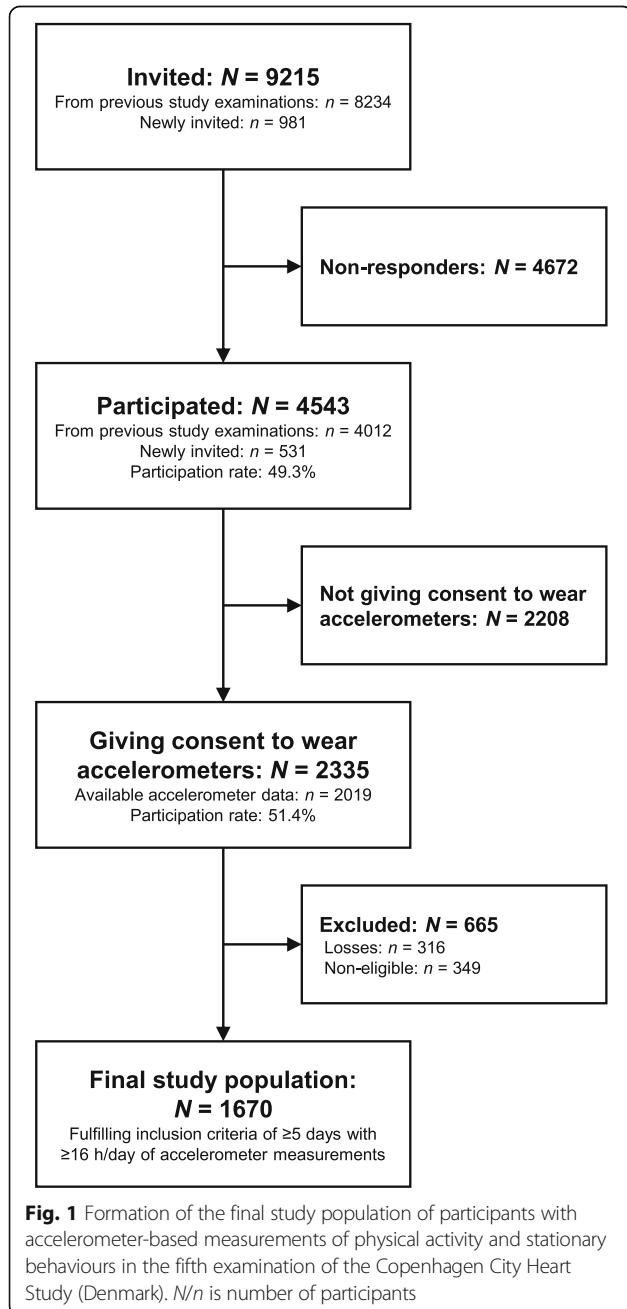 Invited: N = 9215
From previous study examinations: n = 8234
Newly invited: n = 981
Non-responders: N = 4672
Participated: N = 4543
From previous study examinations: n = 4012
Newly invited: n = 531
Participation rate: 49.3%
Not giving consent to wear
accelerometers: N = 2208
Giving consent to wear
accelerometers: N = 2335
Available accelerometer data: n = 2019
Participation rate: 51.4%
Excluded: N = 665
Losses: n = 316
Non-eligible: n = 349
Final study population:
N = 1670
Fulfilling inclusion criteria of ≥5 days with
≥16 h/day of accelerometer measurements
Fig. 1 Formation of the final study population of participants with
accelerometer-based measurements of physical activity and stationary
behaviours in the fifth examination of the Copenhagen City Heart
Study (Denmark). N/n is number of participants